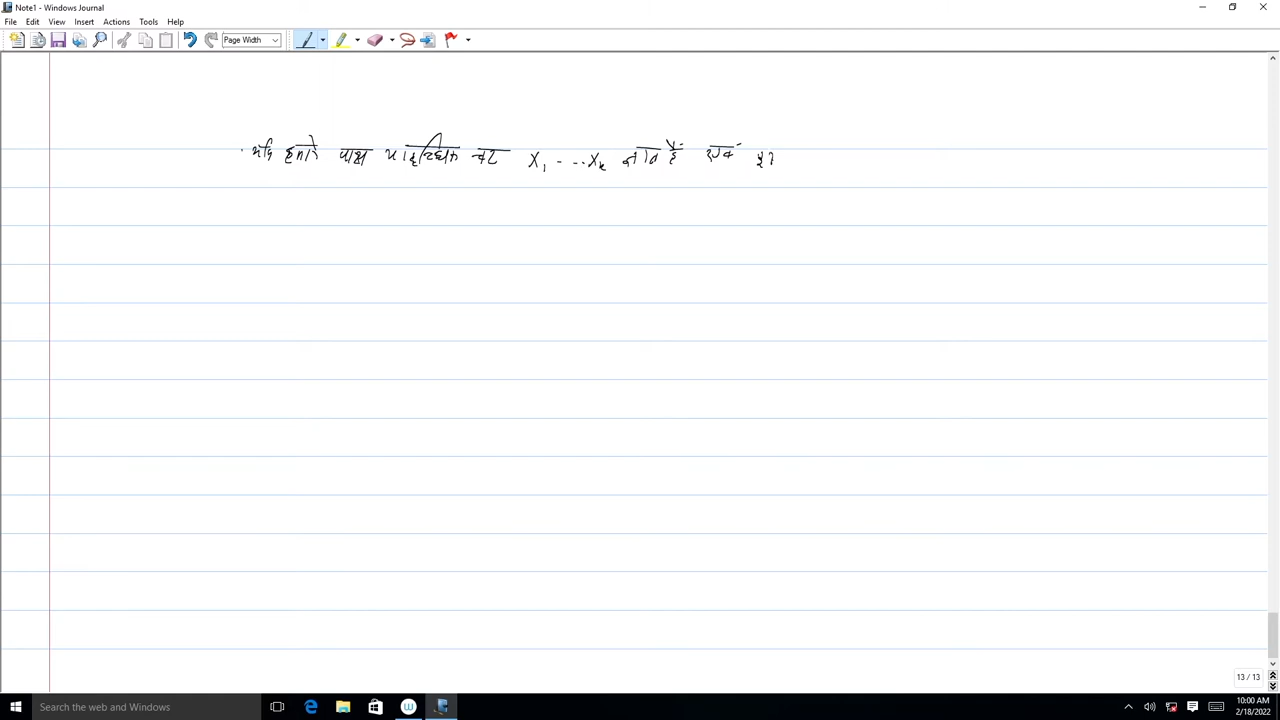 Note1 - Windows Journal
File Edit View Insert Actions Tools Help
Page Width
यदि हमारे पास यादृच्छिक चर X₁ - ...Xₖ
13 / 13
Search the web and Windows
10:00 AM
2/18/2022